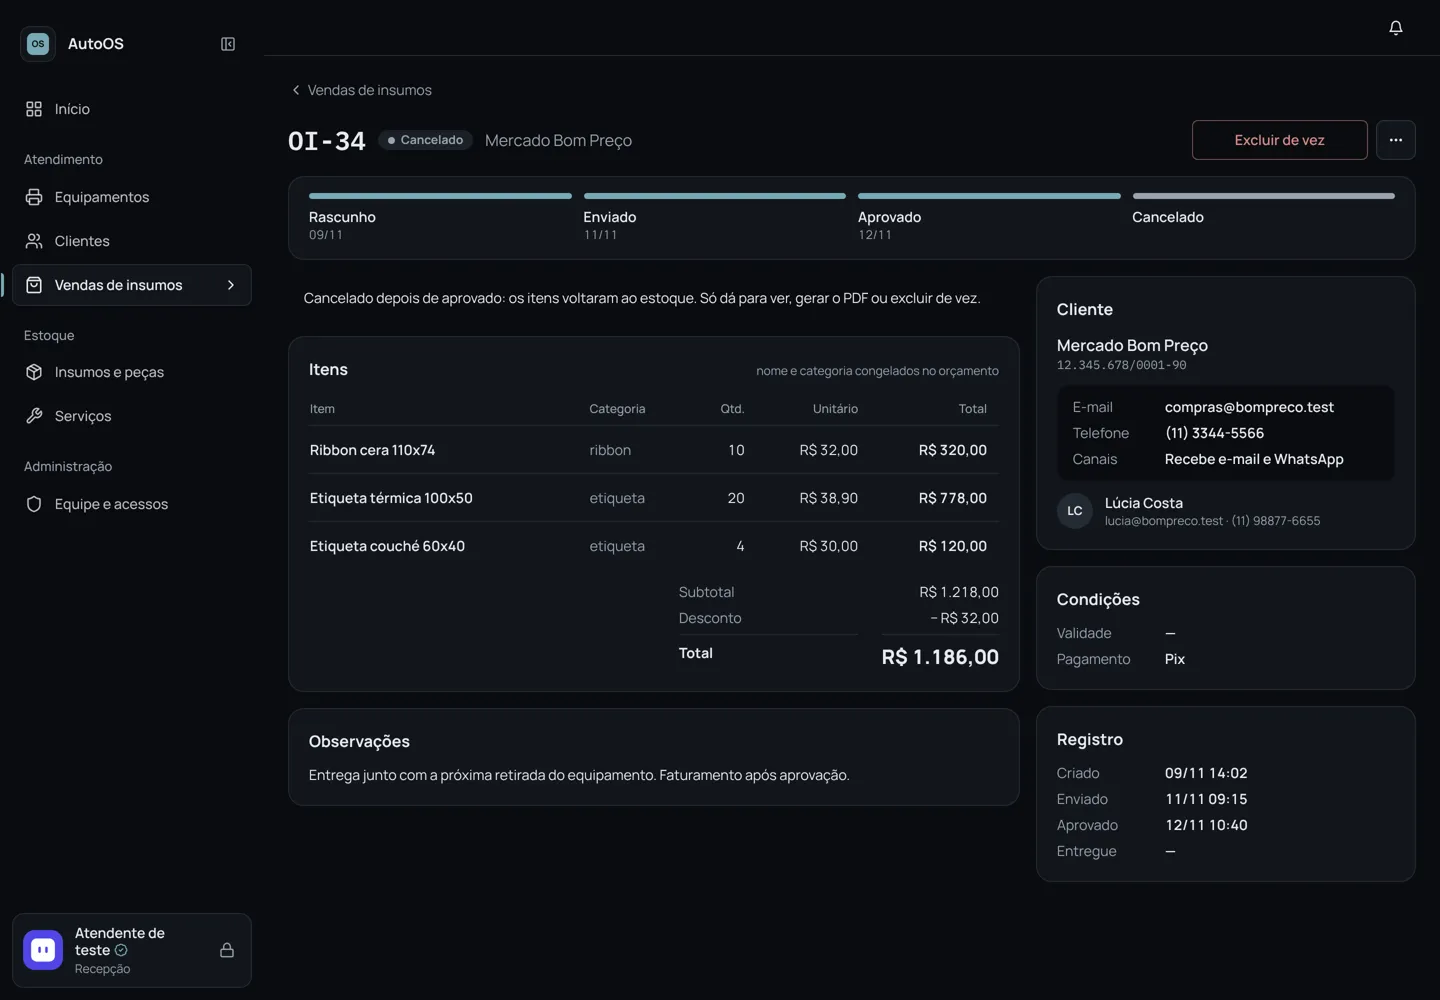 OS
AutoOS
Início
Atendimento
Equipamentos
Clientes
Vendas de insumos
Estoque
Insumos e peças
Serviços
Administração
Equipe e acessos
Atendente de
teste
Recepção
Vendas de insumos
OI-34
Cancelado
Mercado Bom Preço
Excluir de vez
Rascunho
09/11
Enviado
11/11
Aprovado
12/11
Cancelado
Cancelado depois de aprovado: os itens voltaram ao estoque. Só dá para ver, gerar o PDF ou excluir de vez.
Itens
nome e categoria congelados no orçamento
Item Categoria Qtd. Unitário Total
Ribbon cera 110x74 ribbon 10 R$ 32,00 R$ 320,00
Etiqueta térmica 100x50 etiqueta 20 R$ 38,90 R$ 778,00
Etiqueta couché 60x40 etiqueta 4 R$ 30,00 R$ 120,00
Subtotal R$ 1.218,00
Desconto − R$ 32,00
Total R$ 1.186,00
Observações
Entrega junto com a próxima retirada do equipamento. Faturamento após aprovação.
Cliente
Mercado Bom Preço
12.345.678/0001-90
E-mail compras@bompreco.test
Telefone (11) 3344-5566
Canais Recebe e-mail e WhatsApp
LC
Lúcia Costa
lucia@bompreco.test · (11) 98877-6655
Condições
Validade —
Pagamento Pix
Registro
Criado 09/11 14:02
Enviado 11/11 09:15
Aprovado 12/11 10:40
Entregue —